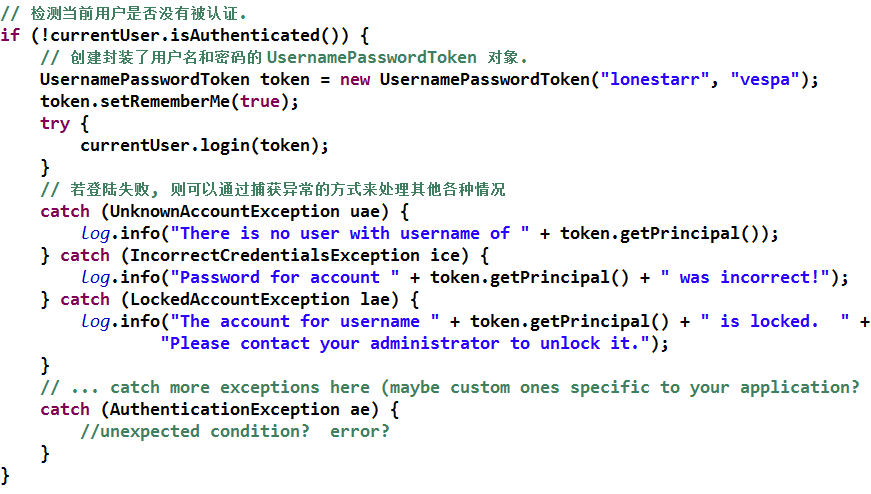 // 检测当前用户是否没有被认证.
if (!currentUser.isAuthenticated()) {
    // 创建封装了用户名和密码的 UsernamePasswordToken 对象.
    UsernamePasswordToken token = new UsernamePasswordToken("lonestarr", "vespa");
    token.setRememberMe(true);
    try {
        currentUser.login(token);
    }
    // 若登陆失败, 则可以通过捕获异常的方式来处理其他各种情况
    catch (UnknownAccountException uae) {
        log.info("There is no user with username of " + token.getPrincipal());
    } catch (IncorrectCredentialsException ice) {
        log.info("Password for account " + token.getPrincipal() + " was incorrect!");
    } catch (LockedAccountException lae) {
        log.info("The account for username " + token.getPrincipal() + " is locked.  " +
                "Please contact your administrator to unlock it.");
    }
    // ... catch more exceptions here (maybe custom ones specific to your application?
    catch (AuthenticationException ae) {
        //unexpected condition?  error?
    }
}